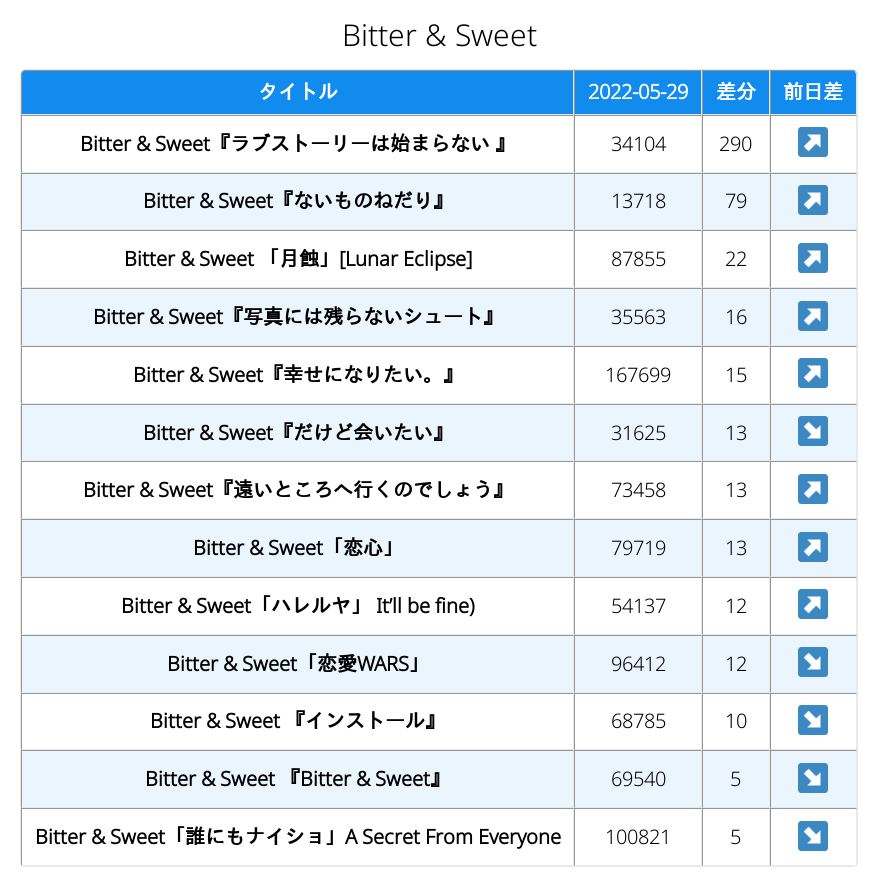 Bitter & Sweet
タイトル 2022-05-29 差分 前日差
Bitter & Sweet『ラブストーリーは始まらない 』 34104 290 ↗
Bitter & Sweet『ないものねだり』 13718 79 ↗
Bitter & Sweet 「月蝕」[Lunar Eclipse] 87855 22 ↗
Bitter & Sweet『写真には残らないシュート』 35563 16 ↗
Bitter & Sweet『幸せになりたい。』 167699 15 ↗
Bitter & Sweet『だけど会いたい』 31625 13 ↘
Bitter & Sweet『遠いところへ行くのでしょう』 73458 13 ↗
Bitter & Sweet「恋心」 79719 13 ↗
Bitter & Sweet「ハレルヤ」 It'll be fine) 54137 12 ↗
Bitter & Sweet「恋愛WARS」 96412 12 ↘
Bitter & Sweet 『インストール』 68785 10 ↘
Bitter & Sweet 『Bitter & Sweet』 69540 5 ↘
Bitter & Sweet「誰にもナイショ」A Secret From Everyone 100821 5 ↘